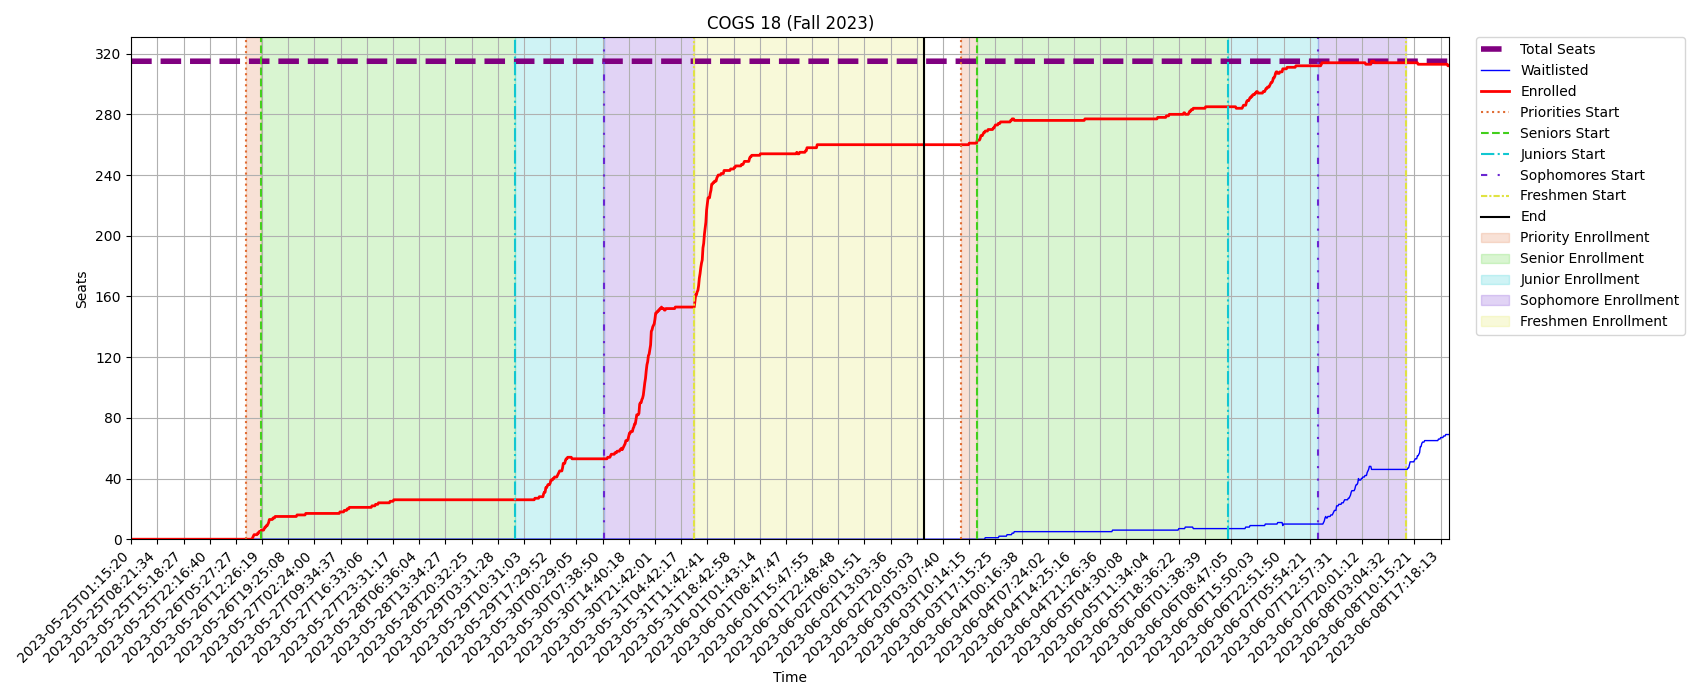 COGS 18 (Fall 2023)
Seats
320
280
240
200
160
120
80
40
0
2023-05-25T01:15:20
2023-05-25T08:21:34
2023-05-25T15:18:27
2023-05-25T22:16:40
2023-05-26T05:27:27
2023-05-26T12:26:19
2023-05-26T19:25:08
2023-05-27T02:24:00
2023-05-27T09:34:37
2023-05-27T16:33:06
2023-05-27T23:31:17
2023-05-28T06:36:04
2023-05-28T13:34:27
2023-05-28T20:32:25
2023-05-29T03:31:28
2023-05-29T10:31:03
2023-05-29T17:29:52
2023-05-30T00:29:05
2023-05-30T07:38:50
2023-05-30T14:40:18
2023-05-30T21:42:01
2023-05-31T04:42:17
2023-05-31T11:42:41
2023-05-31T18:42:58
2023-06-01T01:43:14
2023-06-01T08:47:47
2023-06-01T15:47:55
2023-06-01T22:48:48
2023-06-02T06:01:51
2023-06-02T13:03:36
2023-06-02T20:05:03
2023-06-03T03:07:40
2023-06-03T10:14:15
2023-06-03T17:15:25
2023-06-04T00:16:38
2023-06-04T07:24:02
2023-06-04T14:25:16
2023-06-04T21:26:36
2023-06-05T04:30:08
2023-06-05T11:34:04
2023-06-05T18:36:22
2023-06-06T01:38:39
2023-06-06T08:47:05
2023-06-06T15:50:03
2023-06-06T22:51:50
2023-06-07T05:54:21
2023-06-07T12:57:31
2023-06-07T20:01:12
2023-06-08T03:04:32
2023-06-08T10:15:21
2023-06-08T17:18:13
Time
Total Seats
Waitlisted
Enrolled
Priorities Start
Seniors Start
Juniors Start
Sophomores Start
Freshmen Start
End
Priority Enrollment
Senior Enrollment
Junior Enrollment
Sophomore Enrollment
Freshmen Enrollment